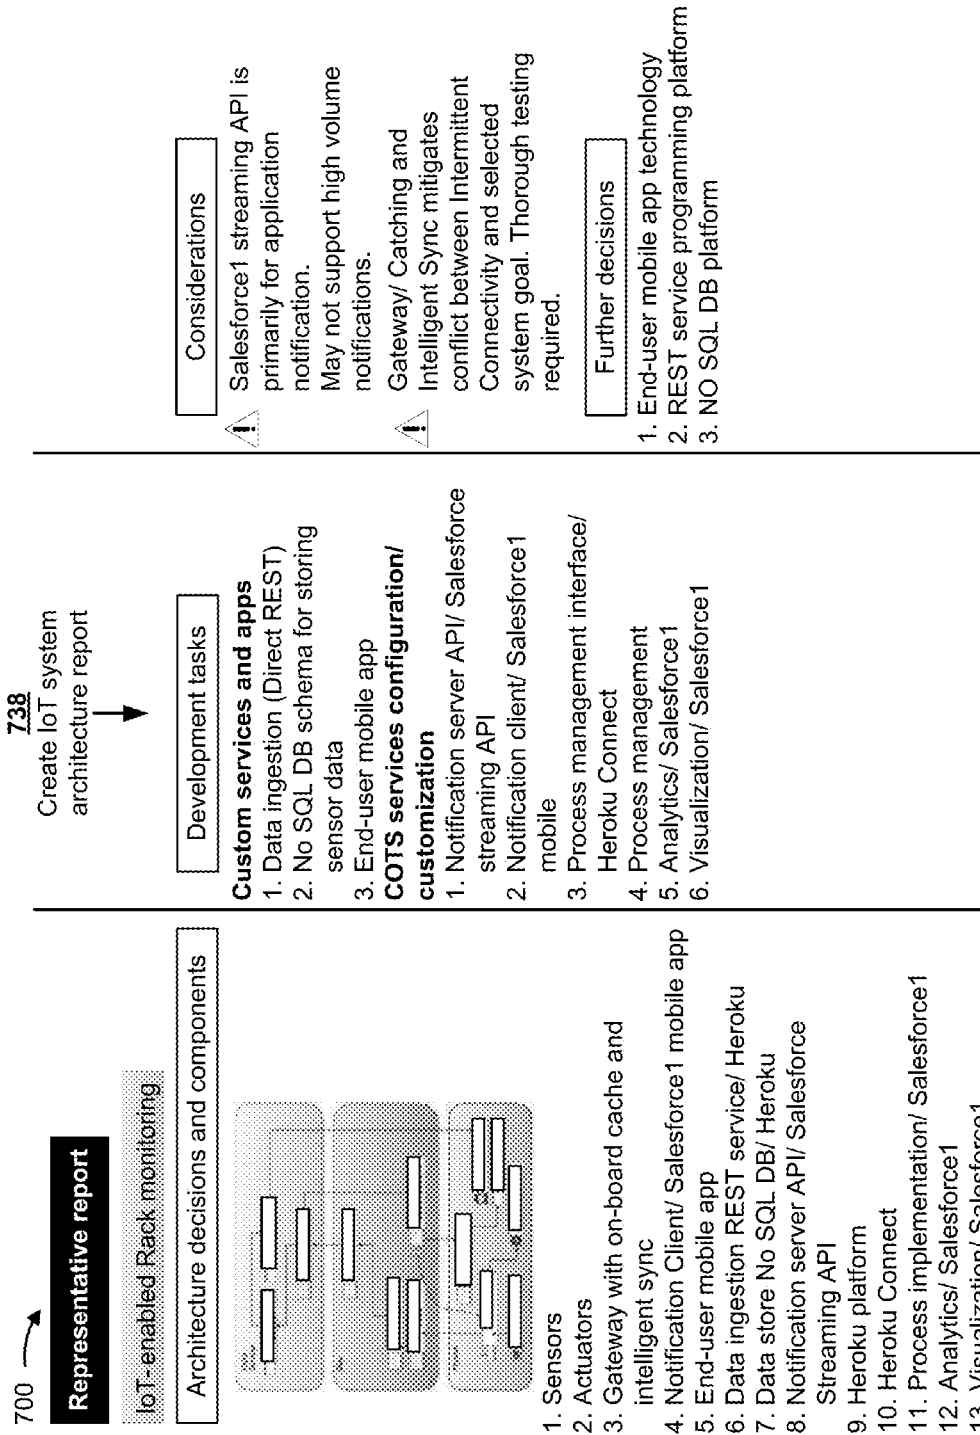 700
738
Create IoT system
architecture report
Representative report
IoT-enabled Rack monitoring
Architecture decisions and components
1. Sensors
2. Actuators
3. Gateway with on-board cache and
intelligent sync
4. Notification Client/ Salesforce1 mobile app
5. End-user mobile app
6. Data ingestion REST service/ Heroku
7. Data store No SQL DB/ Heroku
8. Notification server API/ Salesforce
Streaming API
9. Heroku platform
10. Heroku Connect
11. Process implementation/ Salesforce1
12. Analytics/ Salesforce1
13. Visualization/ Salesforce1
Development tasks
Custom services and apps
1. Data ingestion (Direct REST)
2. No SQL DB schema for storing
sensor data
3. End-user mobile app
COTS services configuration/
customization
1. Notification server API/ Salesforce
streaming API
2. Notification client/ Salesforce1
mobile
3. Process management interface/
Heroku Connect
4. Process management
5. Analytics/ Salesforce1
6. Visualization/ Salesforce1
Considerations
Salesforce1 streaming API is
primarily for application
notification.
May not support high volume
notifications.
Gateway/ Catching and
Intelligent Sync mitigates
conflict between Intermittent
Connectivity and selected
system goal. Thorough testing
required.
Further decisions
1. End-user mobile app technology
2. REST service programming platform
3. NO SQL DB platform